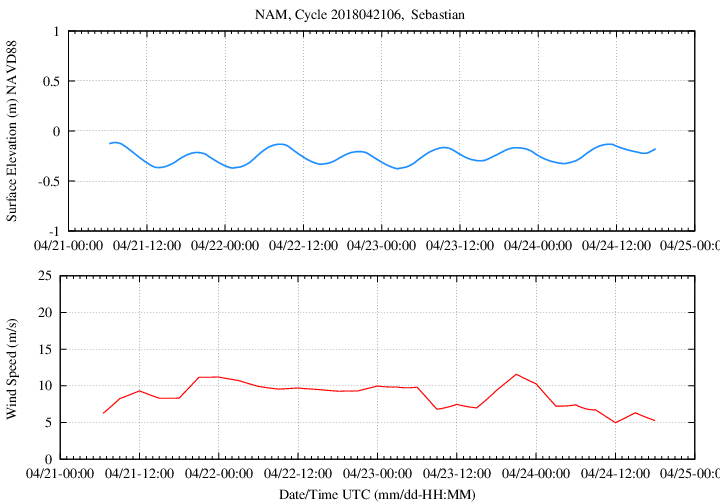 NAM, Cycle 2018042106,  Sebastian
Surface Elevation (m) NAVD88
1
0.5
0
-0.5
-1
04/21-00:00 04/21-12:00 04/22-00:00 04/22-12:00 04/23-00:00 04/23-12:00 04/24-00:00 04/24-12:00 04/25-00:00
Wind Speed (m/s)
25
20
15
10
5
0
04/21-00:00 04/21-12:00 04/22-00:00 04/22-12:00 04/23-00:00 04/23-12:00 04/24-00:00 04/24-12:00 04/25-00:00
Date/Time UTC (mm/dd-HH:MM)